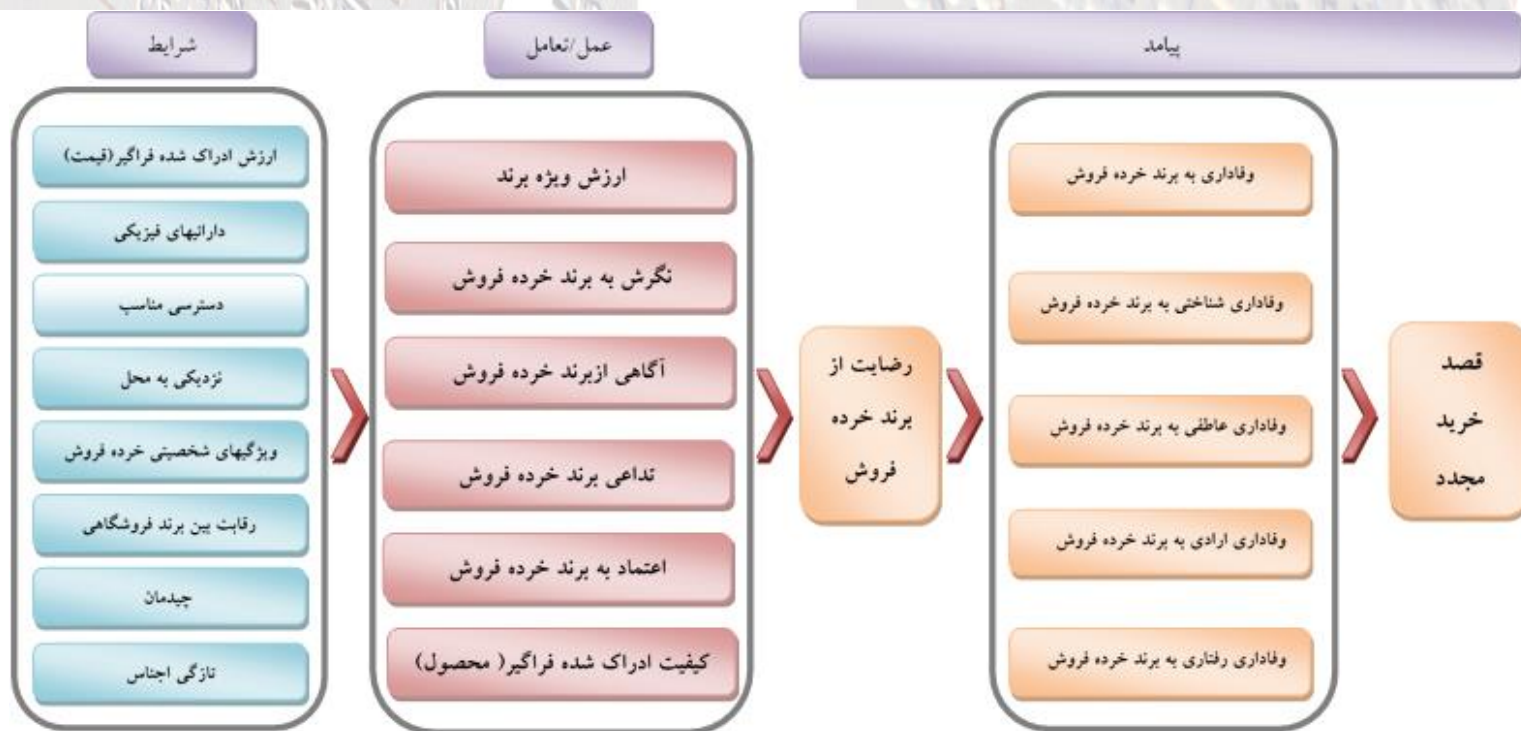 شرایط
ارزش ادراک شده فراگیر(قیمت)
دارائیهای فیزیکی
دسترسی مناسب
نزدیکی به محل
ویژگیهای شخصیتی خرده فروش
رقابت بین برند فروشگاهی
چیدمان
تازگی اجناس
عمل/تعامل
ارزش ویژه برند
نگرش به برند خرده فروش
آگاهی ازبرند خرده فروش
تداعی برند خرده فروش
اعتماد به برند خرده فروش
کیفیت ادراک شده فراگیر( محصول)
پیامد
رضایت از
برند خرده
فروش
وفاداری به برند خرده فروش
وفاداری شناختی به برند خرده فروش
وفاداری عاطفی به برند خرده فروش
وفاداری ارادی به برند خرده فروش
وفاداری رفتاری به برند خرده فروش
قصد
خرید
مجدد